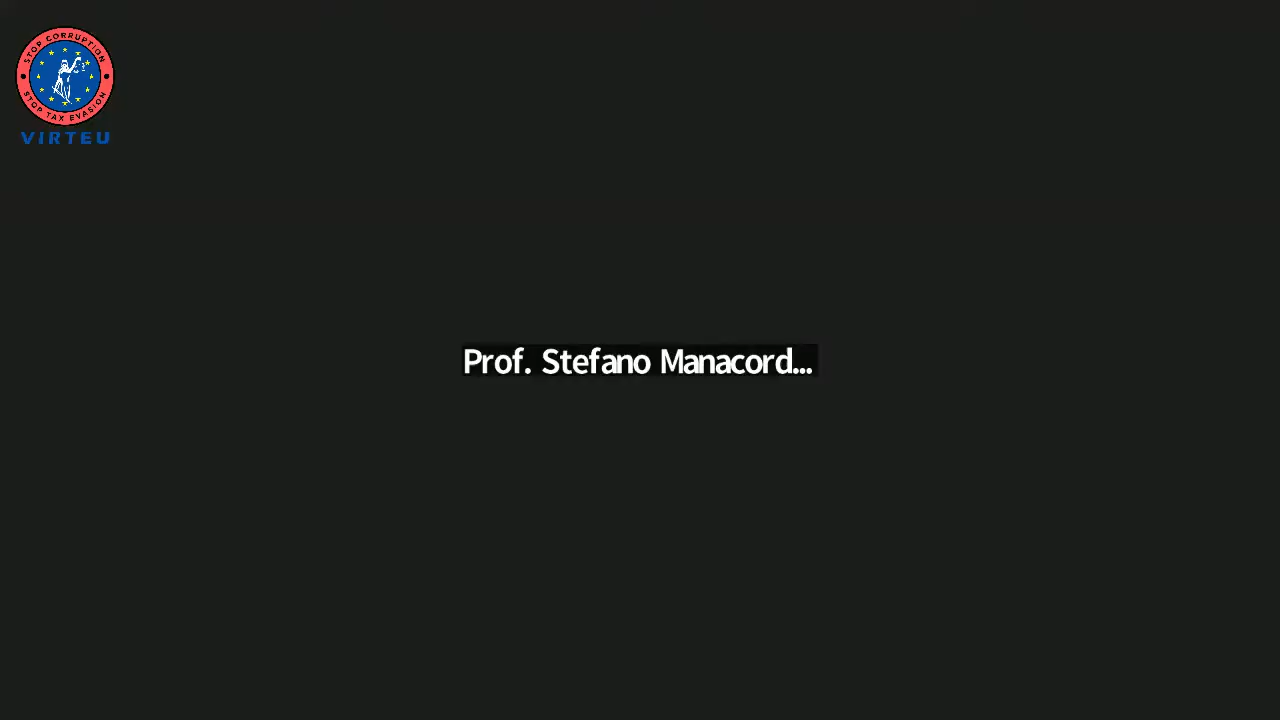 STOP CORRUPTION
STOP TAX EVASION
VIRTEU
Prof. Stefano Manacord...